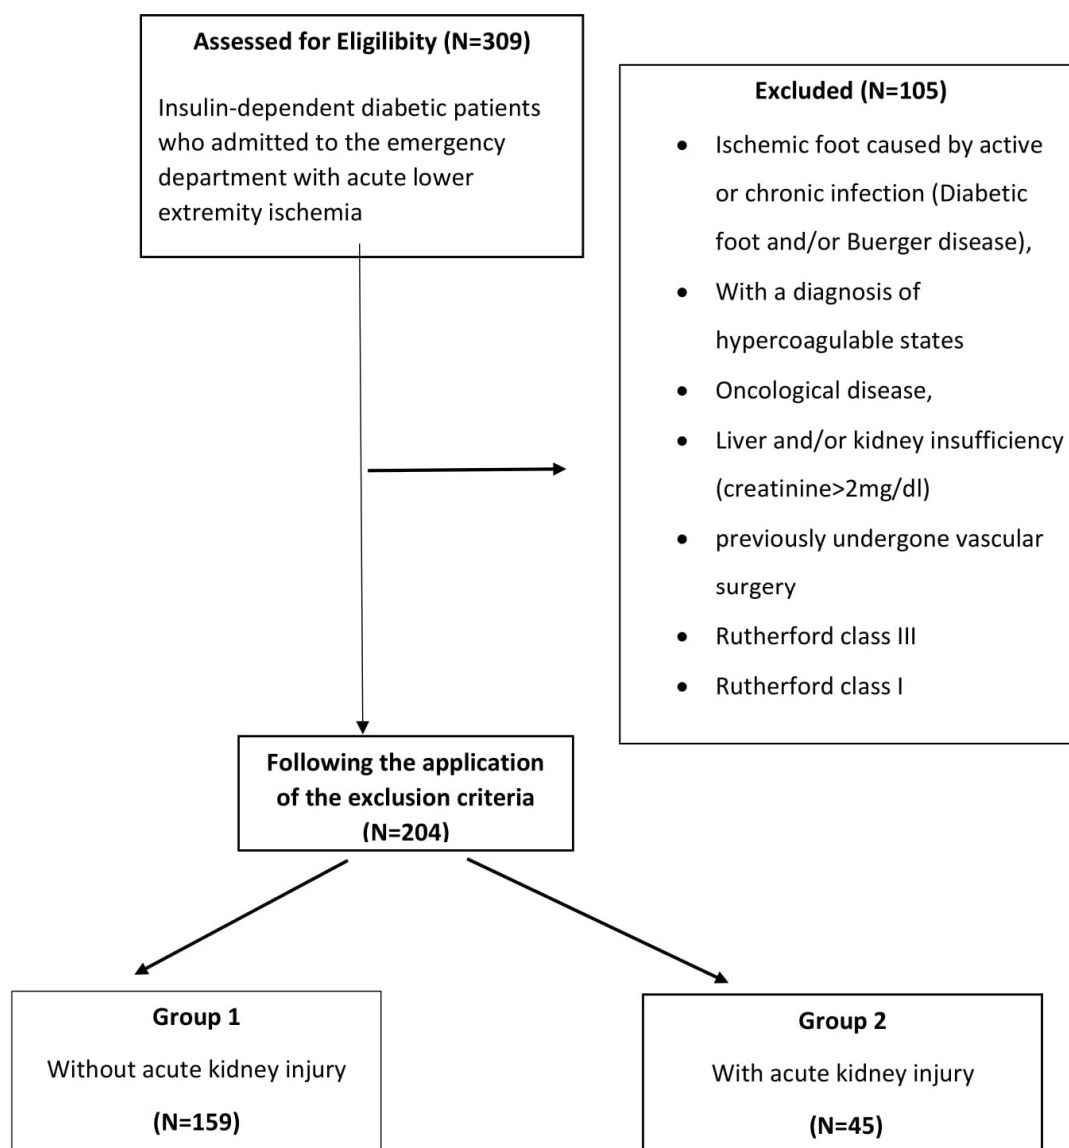 Assessed for Eligilibity (N=309)
Insulin-dependent diabetic patients
who admitted to the emergency
department with acute lower
extremity ischemia
Excluded (N=105)
• Ischemic foot caused by active
or chronic infection (Diabetic
foot and/or Buerger disease),
• With a diagnosis of
hypercoagulable states
• Oncological disease,
• Liver and/or kidney insufficiency
(creatinine>2mg/dl)
• previously undergone vascular
surgery
• Rutherford class III
• Rutherford class I
Following the application
of the exclusion criteria
(N=204)
Group 1
Without acute kidney injury
(N=159)
Group 2
With acute kidney injury
(N=45)